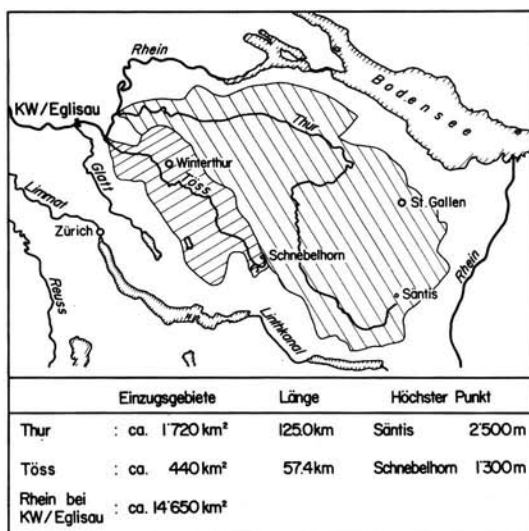 Rhein
Bodensee
KW/Eglisau
Thur
Winterthur
Töss
Glatt
Limmat
St. Gallen
Zürich
Schnebelhorn
Rhein
Reuss
Säntis
Linthkanal
Einzugsgebiete Länge Höchster Punkt
Thur : ca. 1'720 km² 125.0km Säntis 2'500m
Töss : ca. 440 km² 57.4km Schnebelhorn 1'300m
Rhein bei
KW/Eglisau : ca. 14'650 km²